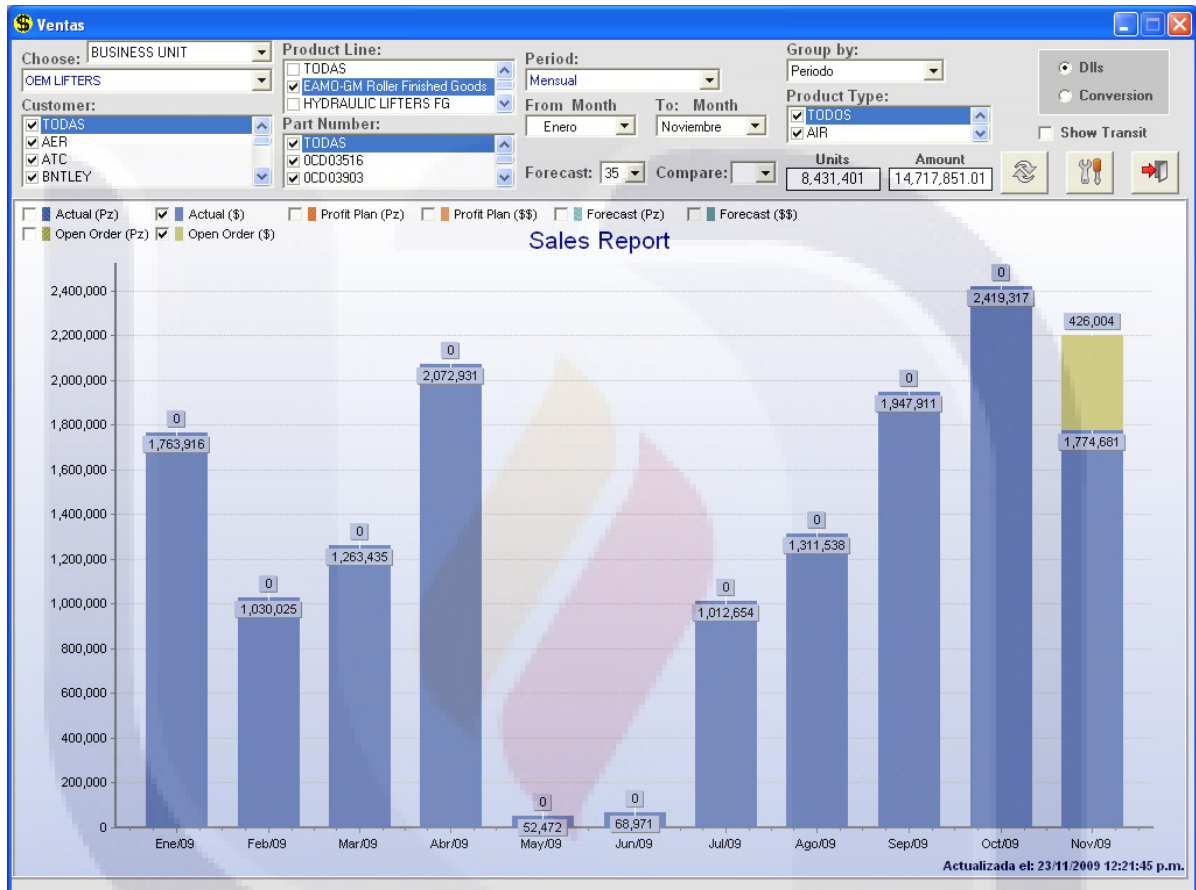 Ventas
Choose: BUSINESS UNIT
OEM LIFTERS
Customer:
TODAS
AER
ATC
BNTLEY
Product Line:
TODAS
EAMO-GM Roller Finished Goods
HYDRAULIC LIFTERS FG
Part Number:
TODAS
0CD03516
0CD03903
Period:
Mensual
From Month To: Month
Enero Noviembre
Forecast: 35 Compare:
Group by:
Periodo
Product Type:
TODOS
AIR
Units Amount
8,431,401 14,717,851.01
Dlls
Conversion
Show Transit
Actual (Pz) Actual ($) Profit Plan (Pz) Profit Plan ($$) Forecast (Pz) Forecast ($$)
Open Order (Pz) Open Order ($)
Sales Report
2,400,000
2,200,000
2,000,000
1,800,000
1,600,000
1,400,000
1,200,000
1,000,000
800,000
600,000
400,000
200,000
0
0
1,763,916
0
1,030,025
0
1,263,435
0
2,072,931
0
52,472
0
68,971
0
1,012,654
0
1,311,538
0
1,947,911
0
2,419,317
426,004
1,774,681
Ene/09 Feb/09 Mar/09 Abr/09 May/09 Jun/09 Jul/09 Ago/09 Sep/09 Oct/09 Nov/09
Actualizada el: 23/11/2009 12:21:45 p.m.